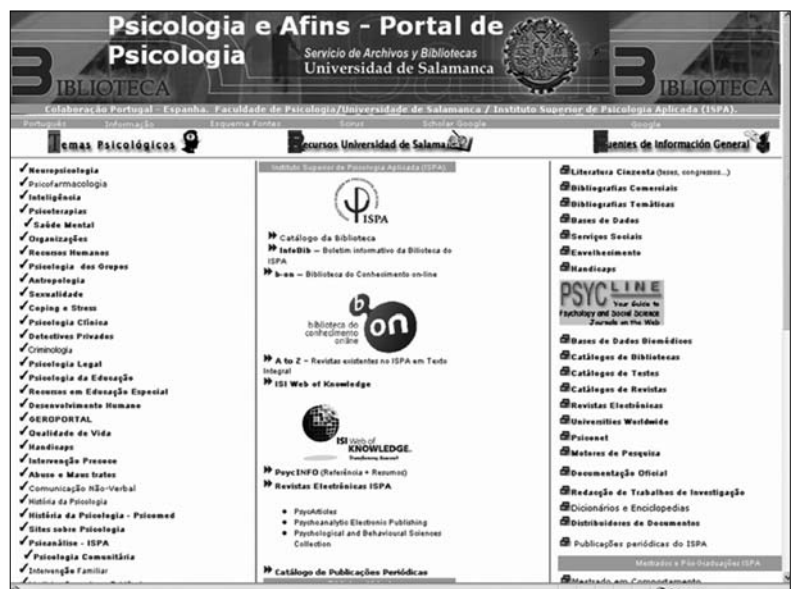 Psicologia e Afins - Portal de
Psicologia
Servicio de Archivos y Bibliotecas
Universidad de Salamanca
BIBLIOTECA
BIBLIOTECA
Colaboração Portugal - Espanha. Faculdade de Psicologia/Universidade de Salamanca / Instituto Superior de Psicologia Aplicada (ISPA).
Português Informação Esquema Fontes Scirus Scholar Google Google
Temas Psicológicos
Recursos Universidad de Salamanca
Fuentes de Información General
Neuropsicologia
Psicofarmacologia
Inteligência
Psicoterapias
Saúde Mental
Organizações
Recursos Humanos
Psicologia dos Grupos
Antropologia
Sexualidade
Coping e Stress
Psicologia Clínica
Detectives Privados
Criminologia
Psicologia Legal
Psicologia da Educação
Recursos em Educação Especial
Desenvolvimento Humano
GEROPORTAL
Qualidade de Vida
Handicaps
Intervenção Precoce
Abuso e Maus tratos
Comunicação Não-Verbal
História da Psicologia
História da Psicologia - Psicomed
Sites sobre Psicologia
Psicanálise - ISPA
Psicologia Comunitária
Intervenção Familiar
Instituto Superior de Psicologia Aplicada (ISPA).
ISPA
Catálogo da Biblioteca
InfoBib – Boletim informativo da Bilioteca do
ISPA
b-on – Biblioteca do Conhecimento on-line
b
on
biblioteca do
conhecimento
online
A to Z – Revistas existentes no ISPA em Texto
Integral
ISI Web of Knowledge
ISI Web of
KNOWLEDGE.
Transforming Research
PsycINFO (Referência + Resumos)
Revistas Electrónicas ISPA
PsycArticles
Psychoanalytic Electronic Publishing
Psychological and Behavioural Sciences
Collection
Catálogo de Publicações Periódicas
Literatura Cinzenta (teses, congressos...)
Bibliografias Comerciais
Bibliografias Temáticas
Bases de Dados
Serviços Sociais
Envelhecimento
Handicaps
PSYCLINE
Your Guide to
Psychology and Social Science
Journals on the Web
Bases de Dados Biomédicos
Catálogos de Bibliotecas
Catálogos de Testes
Catálogos de Revistas
Revistas Electrónicas
Universities Worldwide
Psiconet
Motores de Pesquisa
Documentação Oficial
Redacção de Trabalhos de Investigação
Dicionários e Enciclopedias
Distribuidores de Documentos
Publicações periódicas do ISPA
Mestrados e Pós-Graduações ISPA
Mestrado em Comportamento